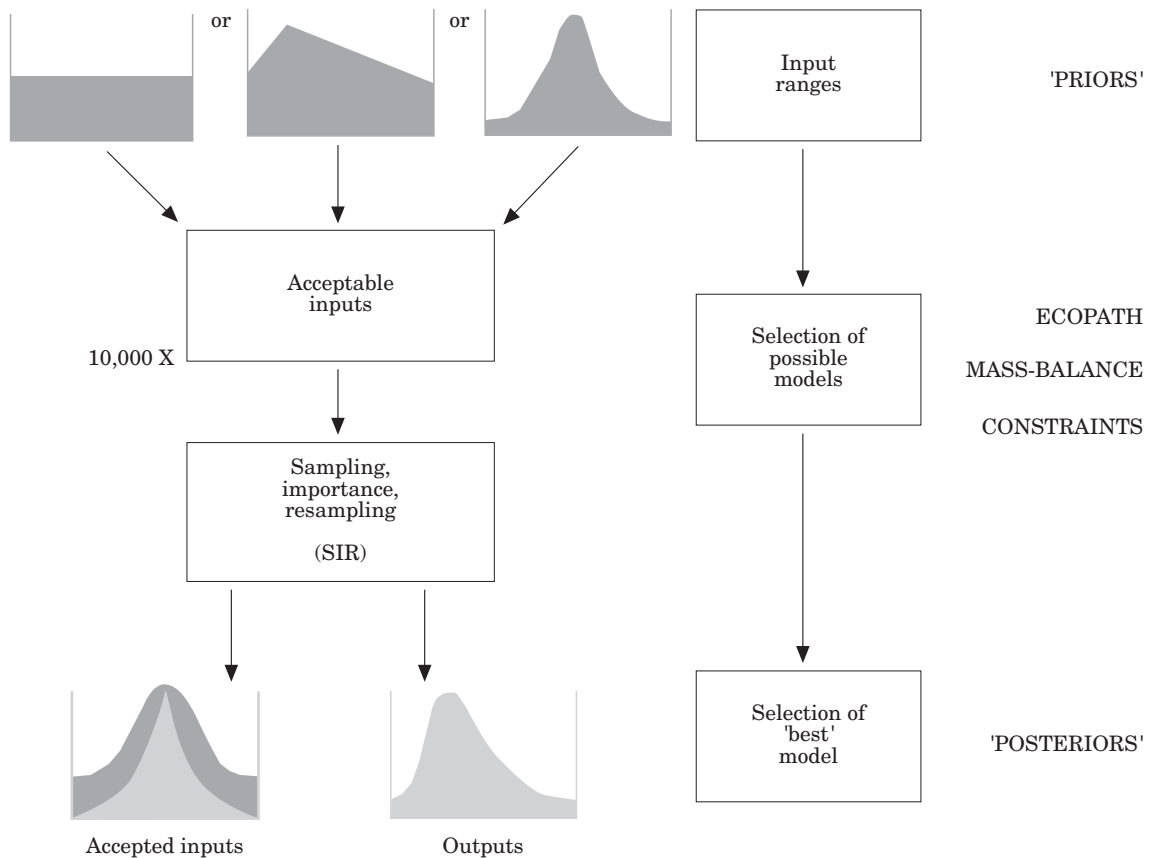 or
or
Input
ranges
'PRIORS'
Acceptable
inputs
10,000 X
Selection of
possible
models
ECOPATH
MASS-BALANCE
CONSTRAINTS
Sampling,
importance,
resampling
(SIR)
Selection of
'best'
model
'POSTERIORS'
Accepted inputs
Outputs